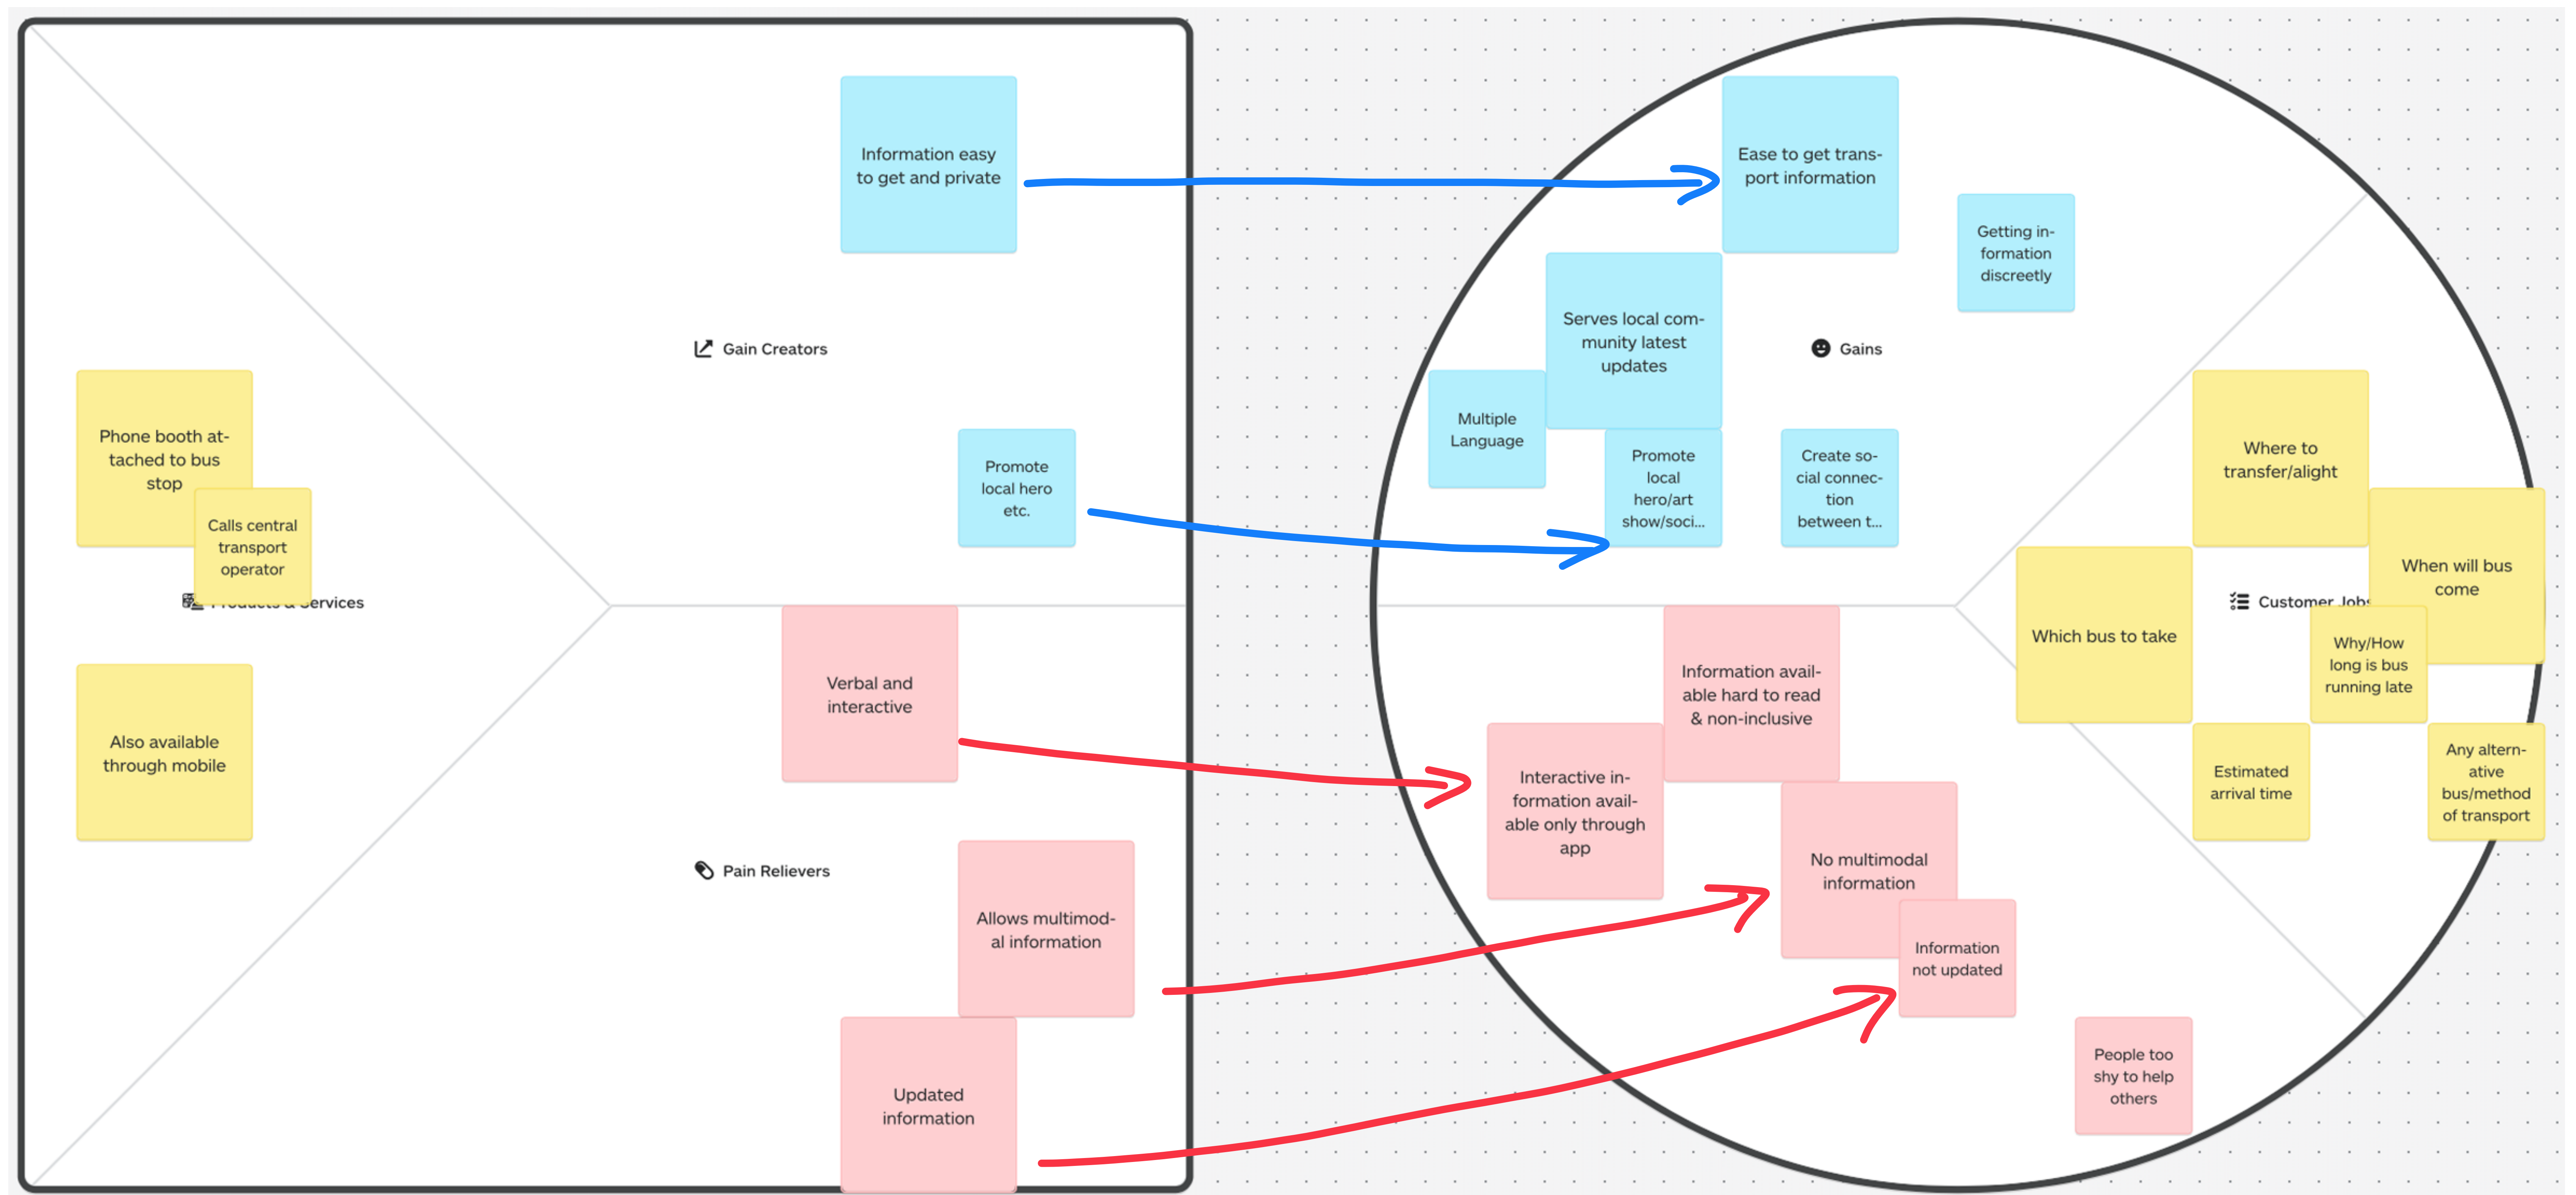 Information easy
to get and private
Gain Creators
Promote
local hero
etc.
Phone booth at-
tached to bus
stop
Calls central
transport
operator
Products & Services
Also available
through mobile
Verbal and
interactive
Pain Relievers
Allows multimod-
al information
Updated
information
Ease to get trans-
port information
Getting in-
formation
discreetly
Serves local com-
munity latest
updates
Gains
Multiple
Language
Promote
local
hero/art
show/soci...
Create so-
cial connec-
tion
between t...
Where to
transfer/alight
When will bus
come
Customer Jobs
Which bus to take
Why/How
long is bus
running late
Estimated
arrival time
Any altern-
ative
bus/method
of transport
Information avail-
able hard to read
& non-inclusive
Interactive in-
formation avail-
able only through
app
No multimodal
information
Information
not updated
People too
shy to help
others